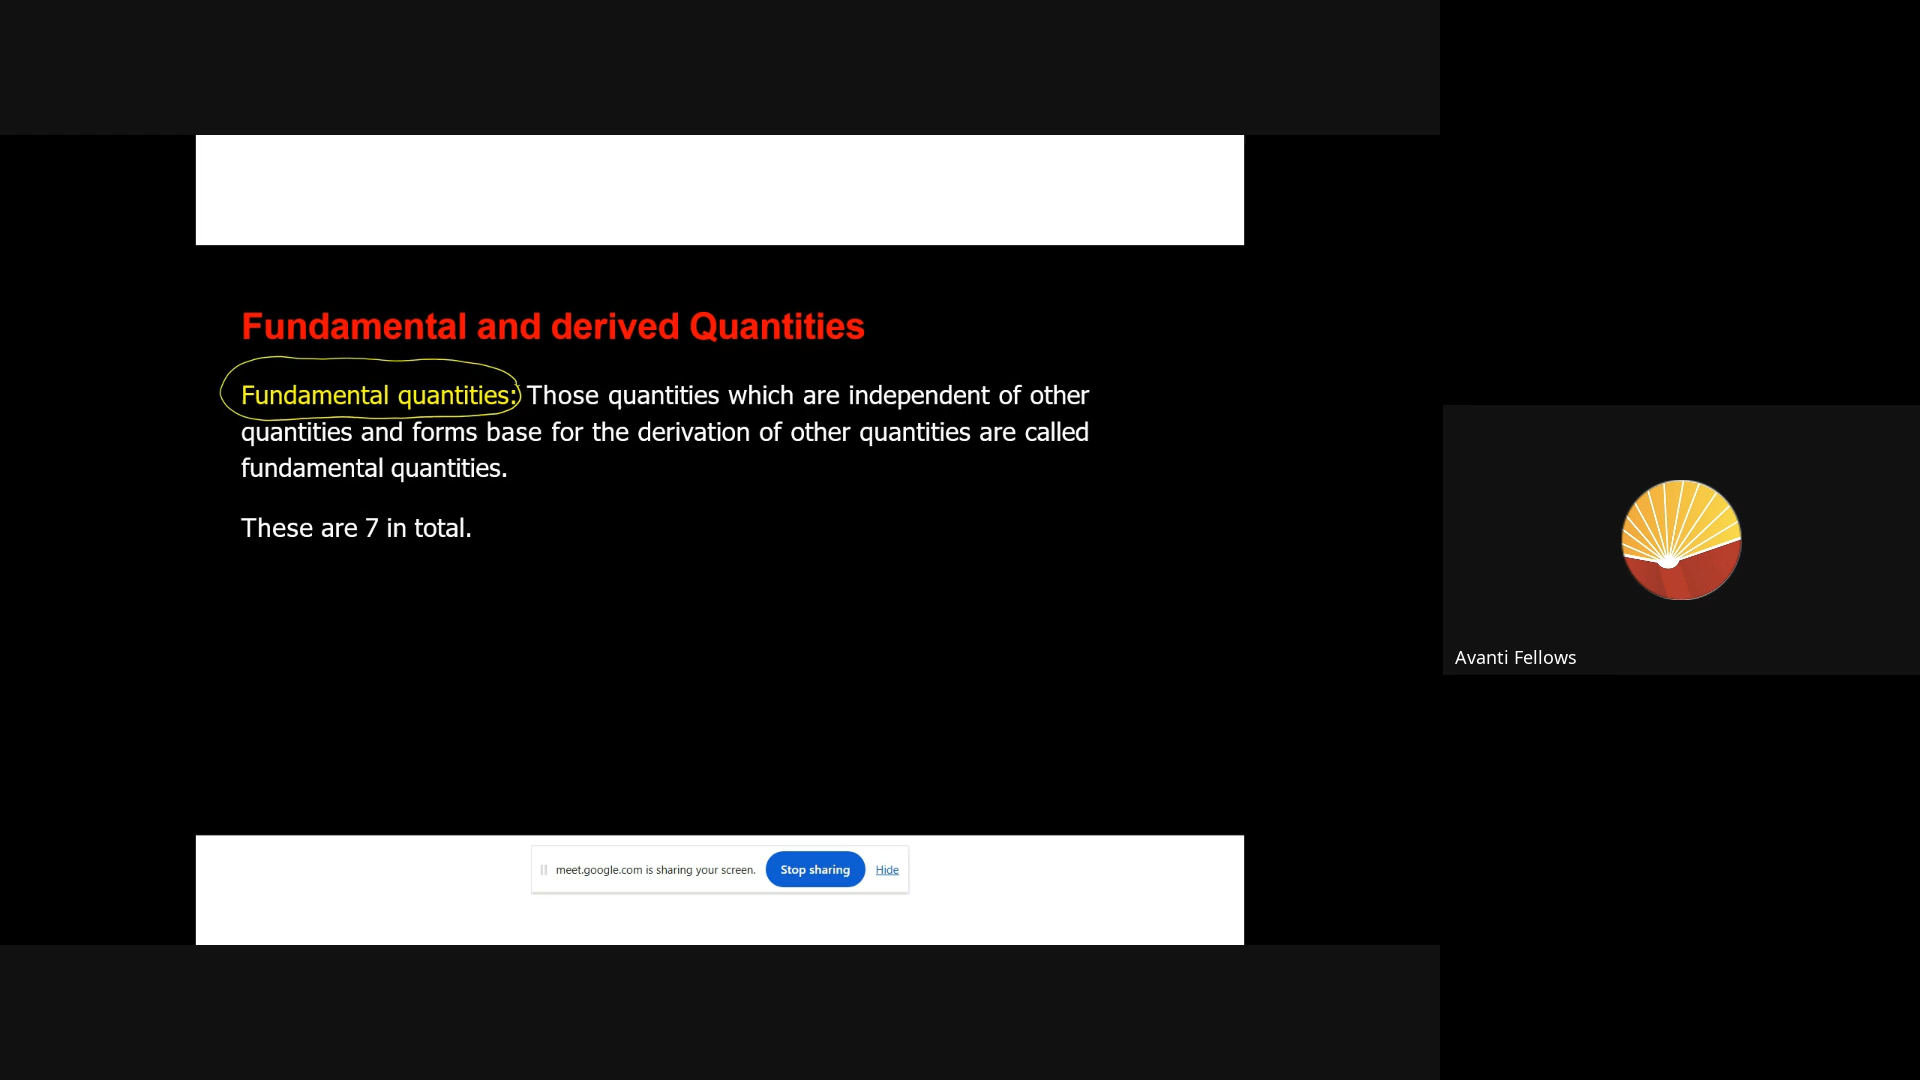 Fundamental and derived Quantities
Fundamental quantities: Those quantities which are independent of other
quantities and forms base for the derivation of other quantities are called
fundamental quantities.
These are 7 in total.
Avanti Fellows
meet.google.com is sharing your screen. Stop sharing Hide